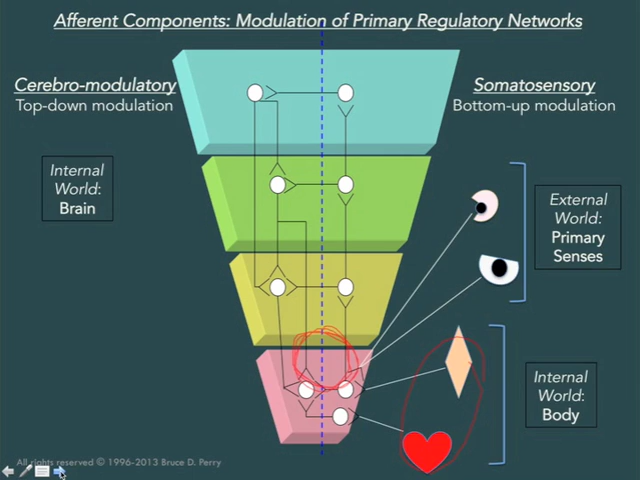 Afferent Components: Modulation of Primary Regulatory Networks
Cerebro-modulatory
Top-down modulation
Somatosensory
Bottom-up modulation
Internal
World:
Brain
External
World:
Primary
Senses
Internal
World:
Body
All rights reserved © 1996-2013 Bruce D. Perry